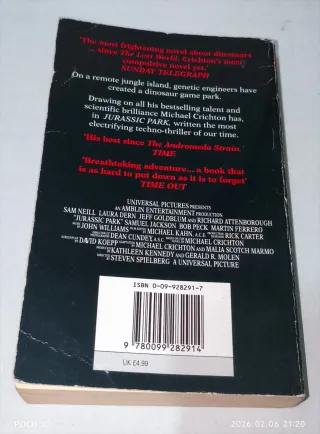 'The most frightening novel about dinosaurs
– since The Lost World. Crichton's most
compulsive novel yet.'
SUNDAY TELEGRAPH
On a remote jungle island, genetic engineers have
created a dinosaur game park.
Drawing on all his bestselling talent and
scientific brilliance Michael Crichton has,
in JURASSIC PARK, written the most
electrifying techno-thriller of our time.
'His best since The Andromeda Strain'
TIME
'Breathtaking adventure... a book that
is as hard to put down as it is to forget'
TIME OUT
UNIVERSAL PICTURES PRESENTS
AN AMBLIN ENTERTAINMENT PRODUCTION
SAM NEILL LAURA DERN JEFF GOLDBLUM and RICHARD ATTENBOROUGH
"JURASSIC PARK" SAMUEL JACKSON BOB PECK MARTIN FERRERO
MUSIC BY JOHN WILLIAMS MICHAEL KAHN, A.C.E. RICK CARTER
DEAN CUNDEY A.S.C. MICHAEL CRICHTON
DAVID KOEPP MICHAEL CRICHTON AND MALIA SCOTCH MARMO
KATHLEEN KENNEDY and GERALD R. MOLEN
STEVEN SPIELBERG A UNIVERSAL PICTURE
ISBN 0-09-928291-7
9 780099 282914
UK £4.99
POCO
2026.02.06 21:20